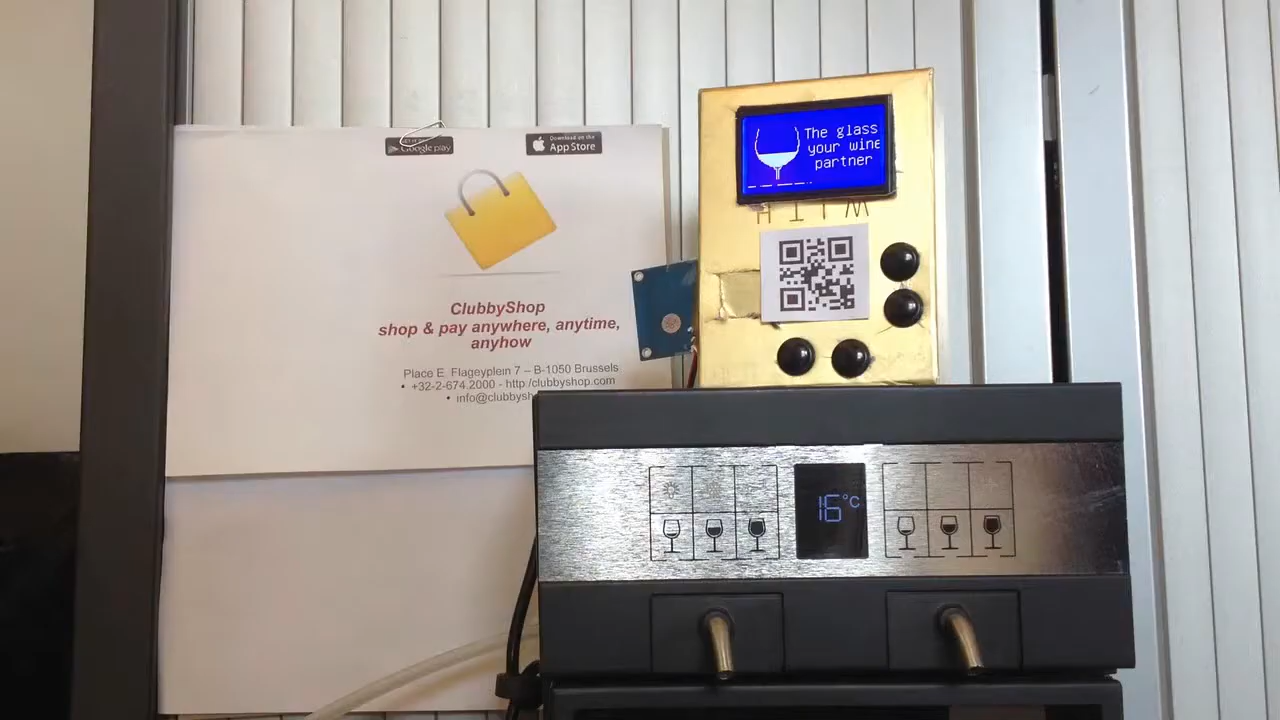 Google play
Download on the
App Store
ClubbyShop
shop & pay anywhere, anytime,
anyhow
Place E. Flageyplein 7 – B-1050 Brussels
• +32-2-674.2000 - http:/clubbyshop.com
• info@clubbysh
The glass
your wine
partner
16°C